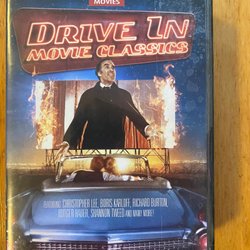 MOVIES
DRIVE IN
MOVIE CLASSICS
FEATURING: CHRISTOPHER LEE, BORIS KARLOFF, RICHARD BURTON,
RUTGER HAUER, SHANNON TWEED AND MANY MORE!